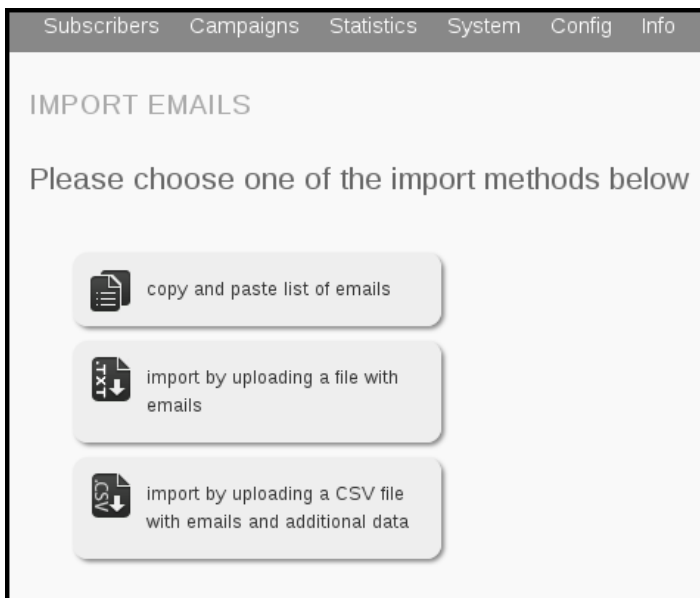 Subscribers Campaigns Statistics System Config Info
IMPORT EMAILS
Please choose one of the import methods below
copy and paste list of emails
.TXT
import by uploading a file with
emails
.CSV
import by uploading a CSV file
with emails and additional data